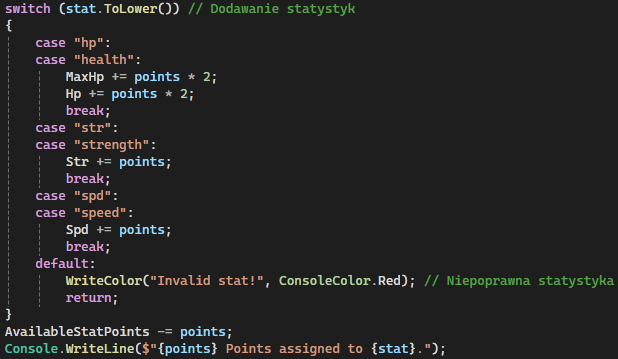 switch (stat.ToLower()) // Dodawanie statystyk
{
    case "hp":
    case "health":
        MaxHp += points * 2;
        Hp += points * 2;
        break;
    case "str":
    case "strength":
        Str += points;
        break;
    case "spd":
    case "speed":
        Spd += points;
        break;
    default:
        WriteColor("Invalid stat!", ConsoleColor.Red); // Niepoprawna statystyka
        return;
}
AvailableStatPoints -= points;
Console.WriteLine($"{points} Points assigned to {stat}.");